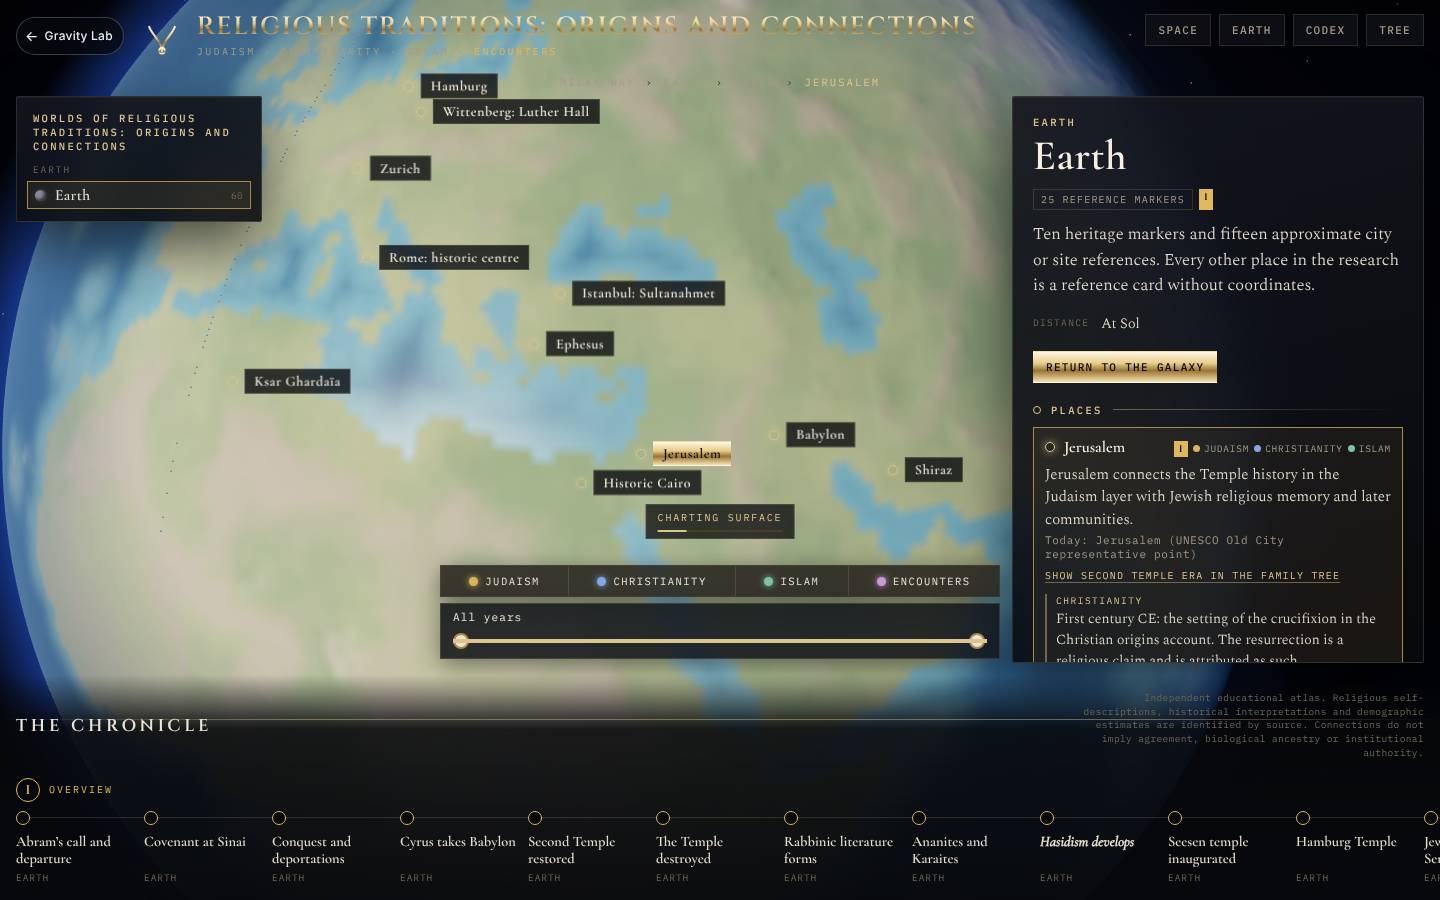 ← Gravity Lab
RELIGIOUS TRADITIONS: ORIGINS AND CONNECTIONS
JUDAISM
ENCOUNTERS
SPACE
EARTH
CODEX
TREE
› › › JERUSALEM
WORLDS OF RELIGIOUS
TRADITIONS: ORIGINS AND
CONNECTIONS
EARTH
Earth 60
Hamburg
Wittenberg: Luther Hall
Zurich
Rome: historic centre
Istanbul: Sultanahmet
Ephesus
Ksar Ghardaïa
Babylon
Jerusalem
Shiraz
Historic Cairo
CHARTING SURFACE
JUDAISM
CHRISTIANITY
ISLAM
ENCOUNTERS
All years
EARTH
Earth
25 REFERENCE MARKERS I
Ten heritage markers and fifteen approximate city
or site references. Every other place in the research
is a reference card without coordinates.
DISTANCE At Sol
RETURN TO THE GALAXY
PLACES
Jerusalem I JUDAISM CHRISTIANITY ISLAM
Jerusalem connects the Temple history in the
Judaism layer with Jewish religious memory and later
communities.
Today: Jerusalem (UNESCO Old City
representative point)
SHOW SECOND TEMPLE ERA IN THE FAMILY TREE
CHRISTIANITY
First century CE: the setting of the crucifixion in the
Christian origins account. The resurrection is a
religious claim and is attributed as such.
THE CHRONICLE
Independent educational atlas. Religious self-
descriptions, historical interpretations and demographic
estimates are identified by source. Connections do not
imply agreement, biological ancestry or institutional
authority.
I OVERVIEW
Abram's call and
departure
EARTH
Covenant at Sinai
EARTH
Conquest and
deportations
EARTH
Cyrus takes Babylon
EARTH
Second Temple
restored
EARTH
The Temple
destroyed
EARTH
Rabbinic literature
forms
EARTH
Ananites and
Karaites
EARTH
Hasidism develops
EARTH
Seesen temple
inaugurated
EARTH
Hamburg Temple
EARTH